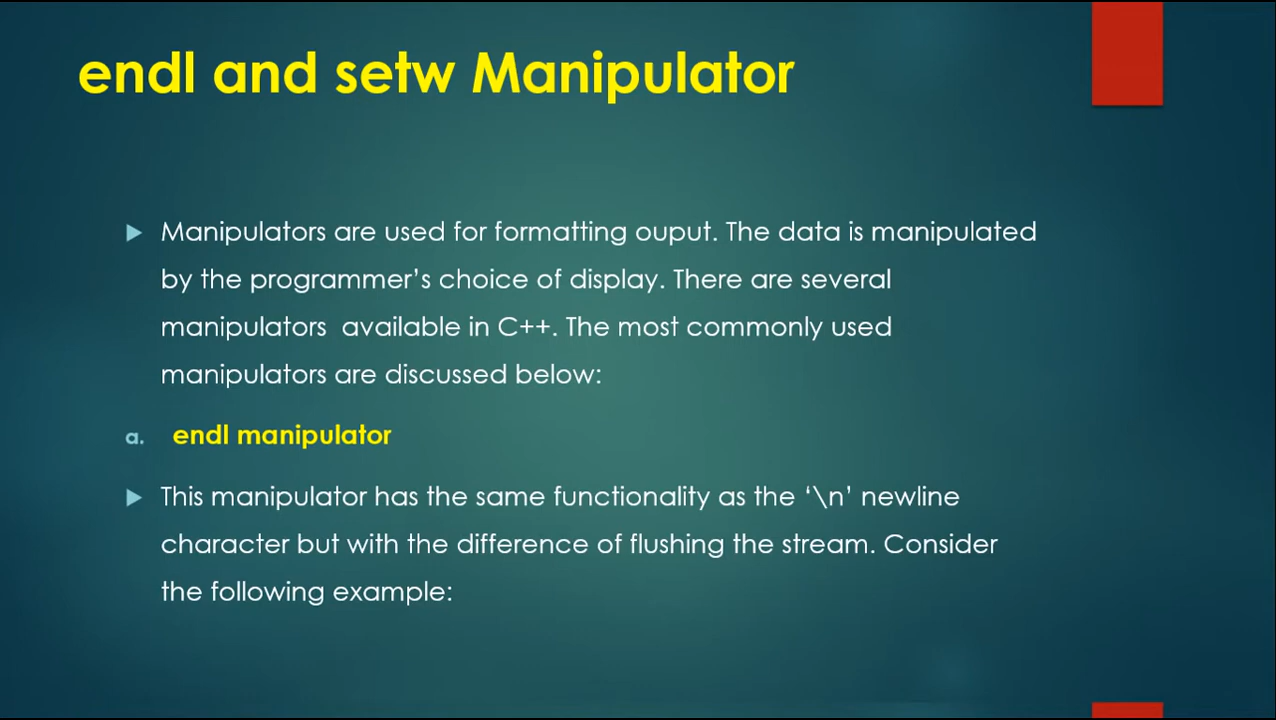 endl and setw Manipulator
Manipulators are used for formatting ouput. The data is manipulated
by the programmer’s choice of display. There are several
manipulators  available in C++. The most commonly used
manipulators are discussed below:
a. endl manipulator
This manipulator has the same functionality as the ‘\n’ newline
character but with the difference of flushing the stream. Consider
the following example: